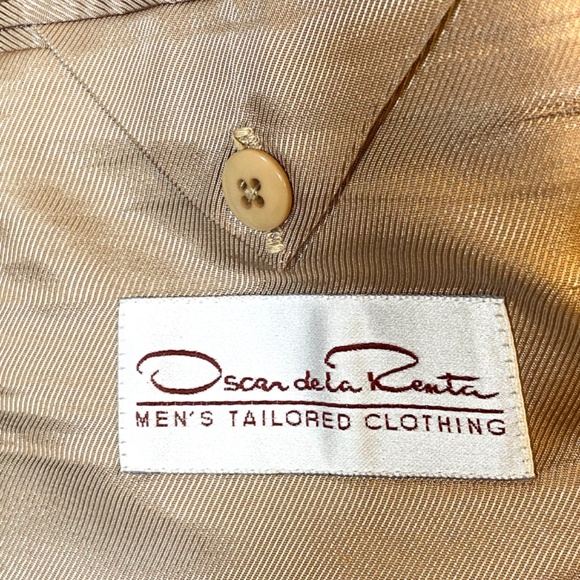 Oscar de la Renta
MEN'S TAILORED CLOTHING